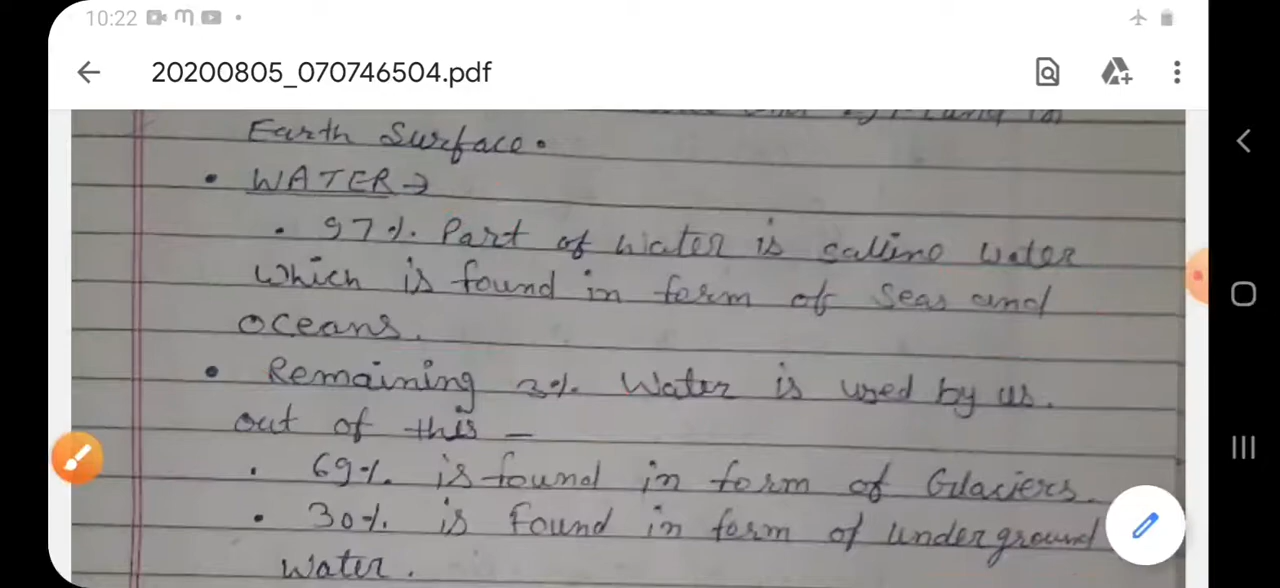 10:22
20200805_070746504.pdf
Earth Surface.
• WATER →
• 97% Part of water is salline water
which is found in form of Seas and
oceans.
• Remaining 3% Water is used by us.
out of this –
• 69% is found in form of Glaciers.
• 30% is found in form of underground
water.